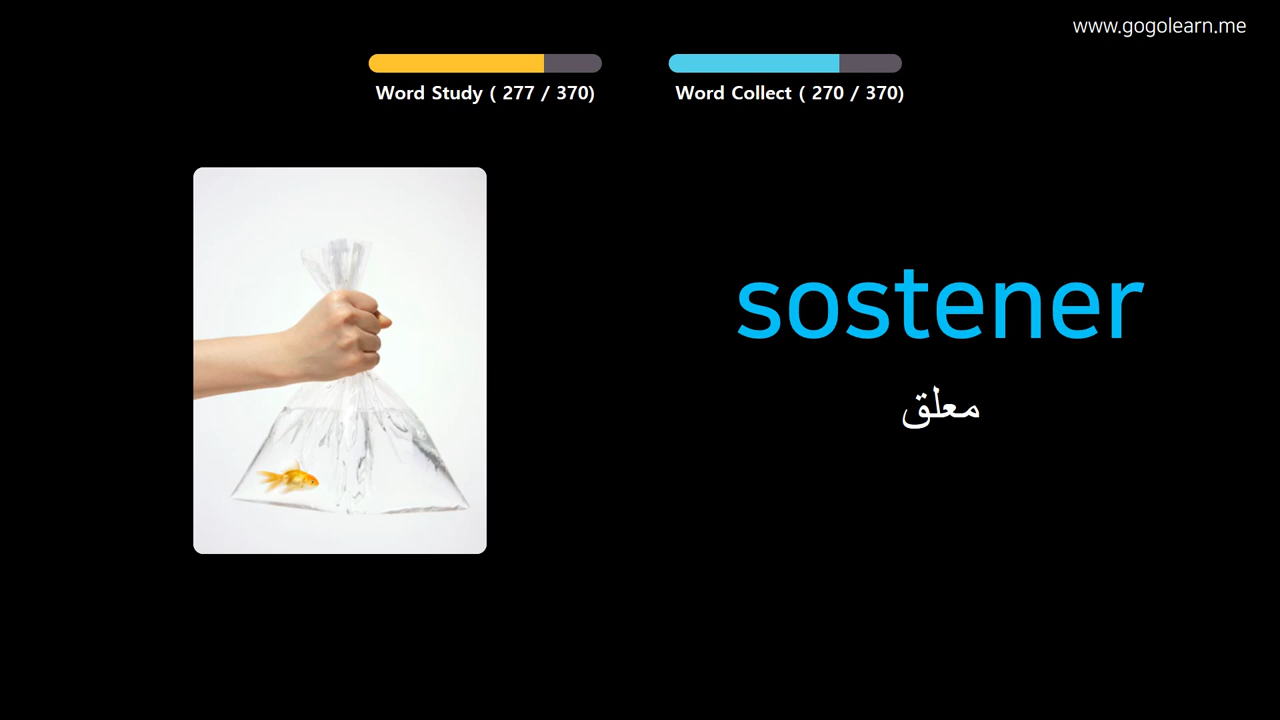 www.gogolearn.me
Word Study ( 277 / 370)
Word Collect ( 270 / 370)
sostener
معلق